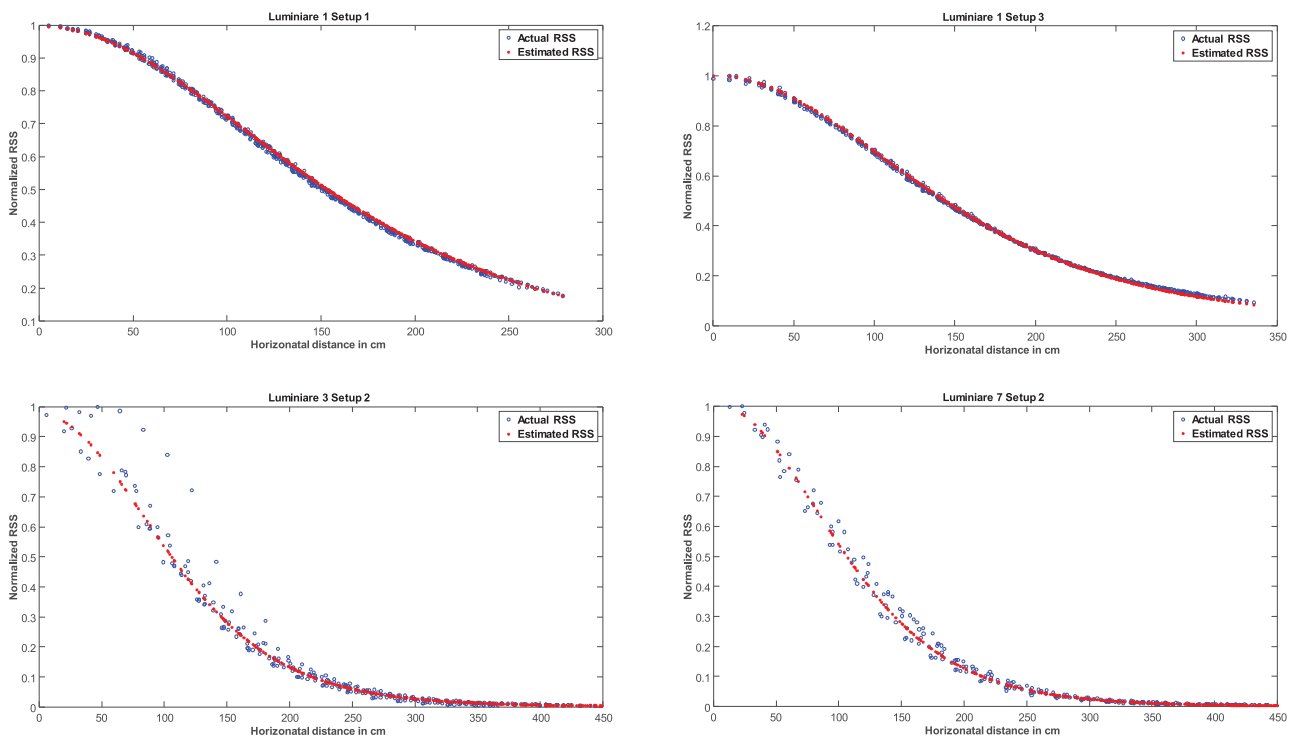 Luminiare 1 Setup 1
Actual RSS
Estimated RSS
Normalized RSS
1
0.9
0.8
0.7
0.6
0.5
0.4
0.3
0.2
0.1
0 50 100 150 200 250 300
Horizonatal distance in cm
Luminiare 1 Setup 3
Actual RSS
Estimated RSS
Normalized RSS
1.2
1
0.8
0.6
0.4
0.2
0
0 50 100 150 200 250 300 350
Horizonatal distance in cm
Luminiare 3 Setup 2
Actual RSS
Estimated RSS
Normalized RSS
1
0.9
0.8
0.7
0.6
0.5
0.4
0.3
0.2
0.1
0
0 50 100 150 200 250 300 350 400 450
Horizonatal distance in cm
Luminiare 7 Setup 2
Actual RSS
Estimated RSS
Normalized RSS
1
0.9
0.8
0.7
0.6
0.5
0.4
0.3
0.2
0.1
0
0 50 100 150 200 250 300 350 400 450
Horizonatal distance in cm